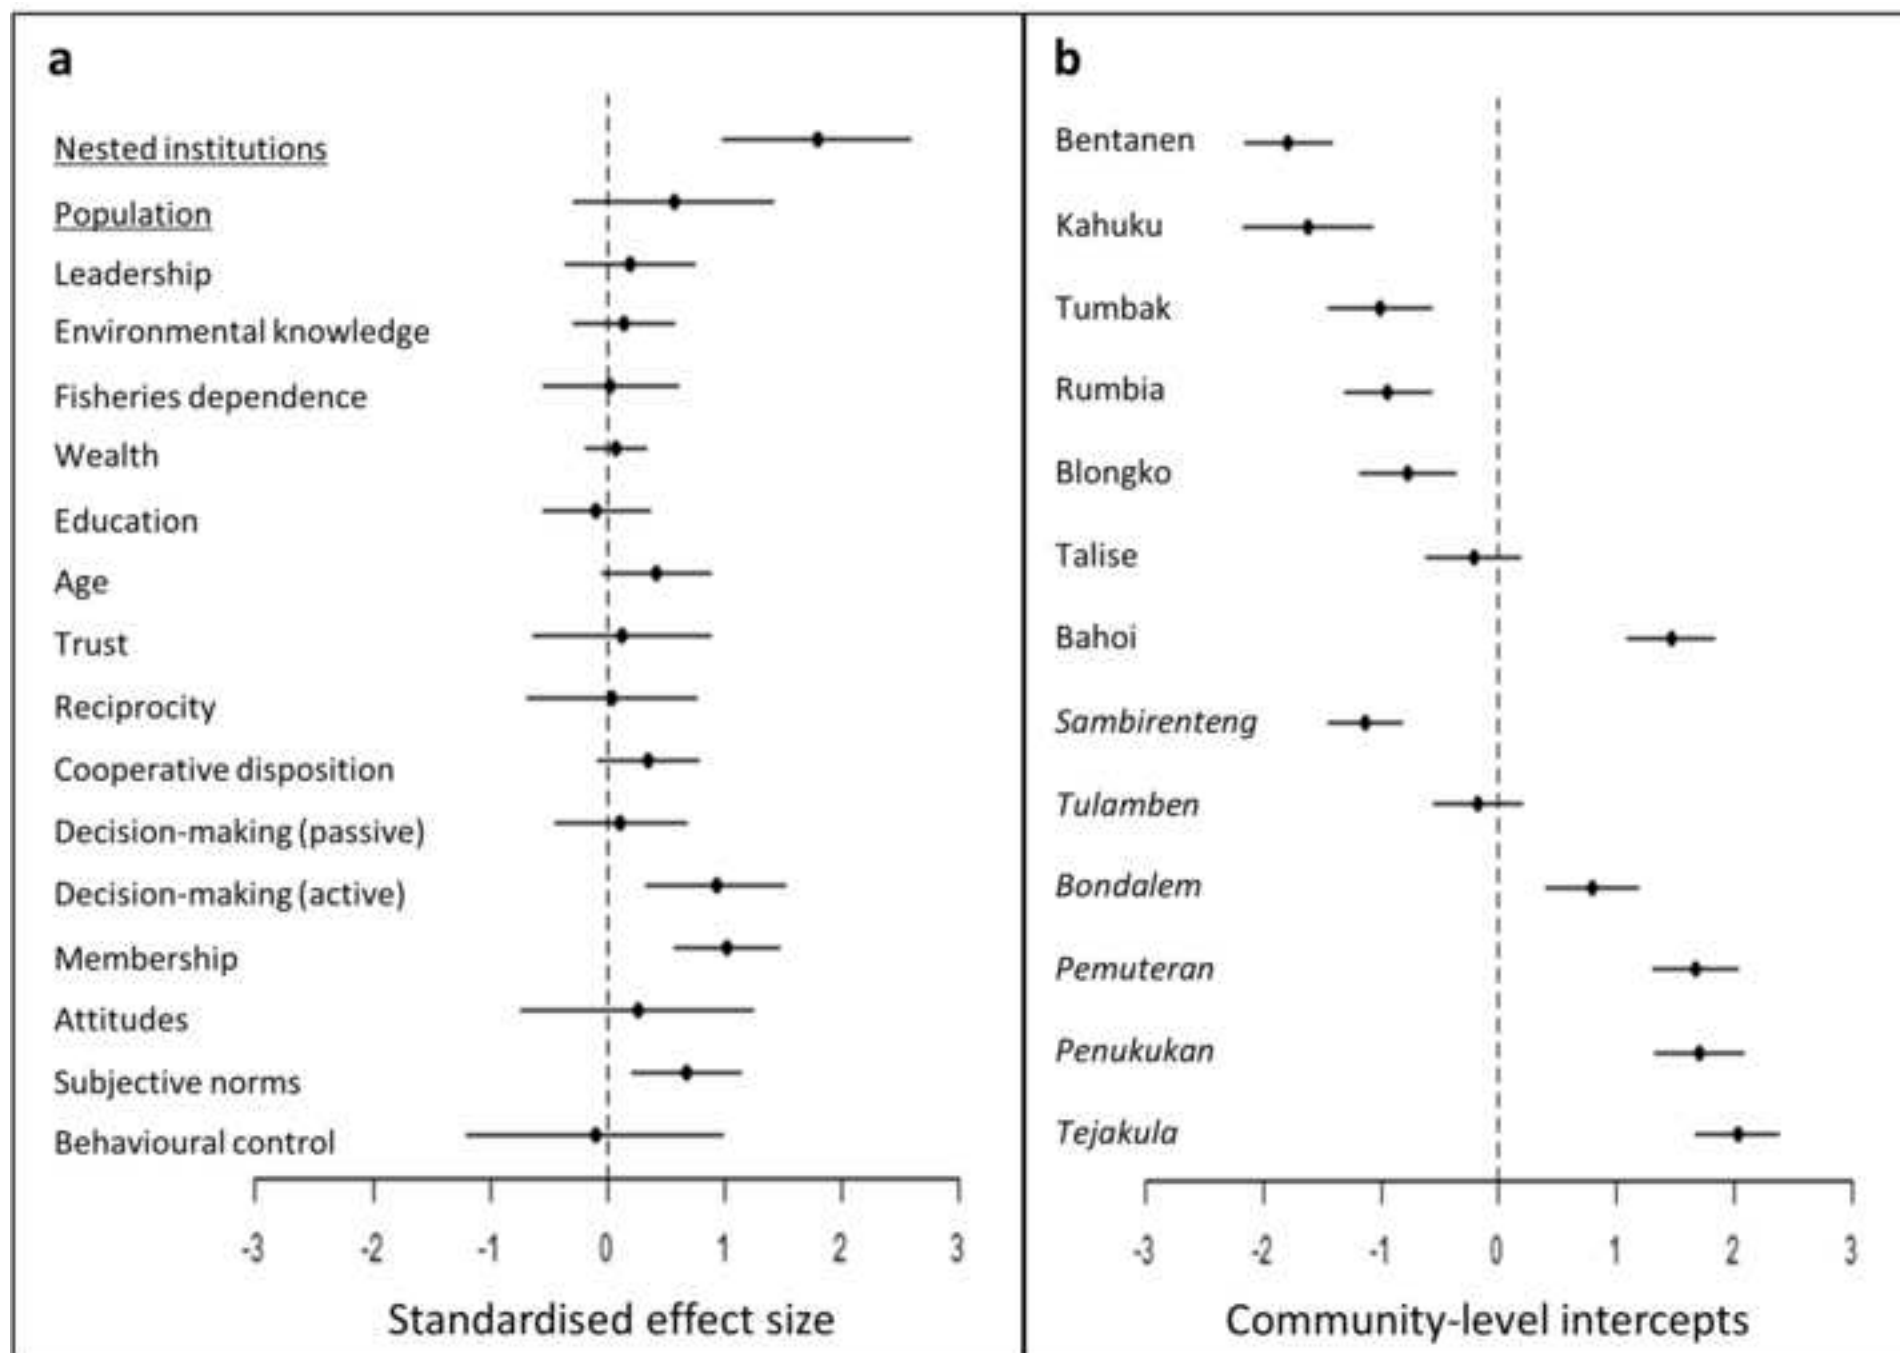 a
Nested institutions
Population
Leadership
Environmental knowledge
Fisheries dependence
Wealth
Education
Age
Trust
Reciprocity
Cooperative disposition
Decision-making (passive)
Decision-making (active)
Membership
Attitudes
Subjective norms
Behavioural control
-3 -2 -1 0 1 2 3
Standardised effect size
b
Bentanen
Kahuku
Tumbak
Rumbia
Blongko
Talise
Bahoi
Sambirenteng
Tulamben
Bondalem
Pemuteran
Penukukan
Tejakula
-3 -2 -1 0 1 2 3
Community-level intercepts